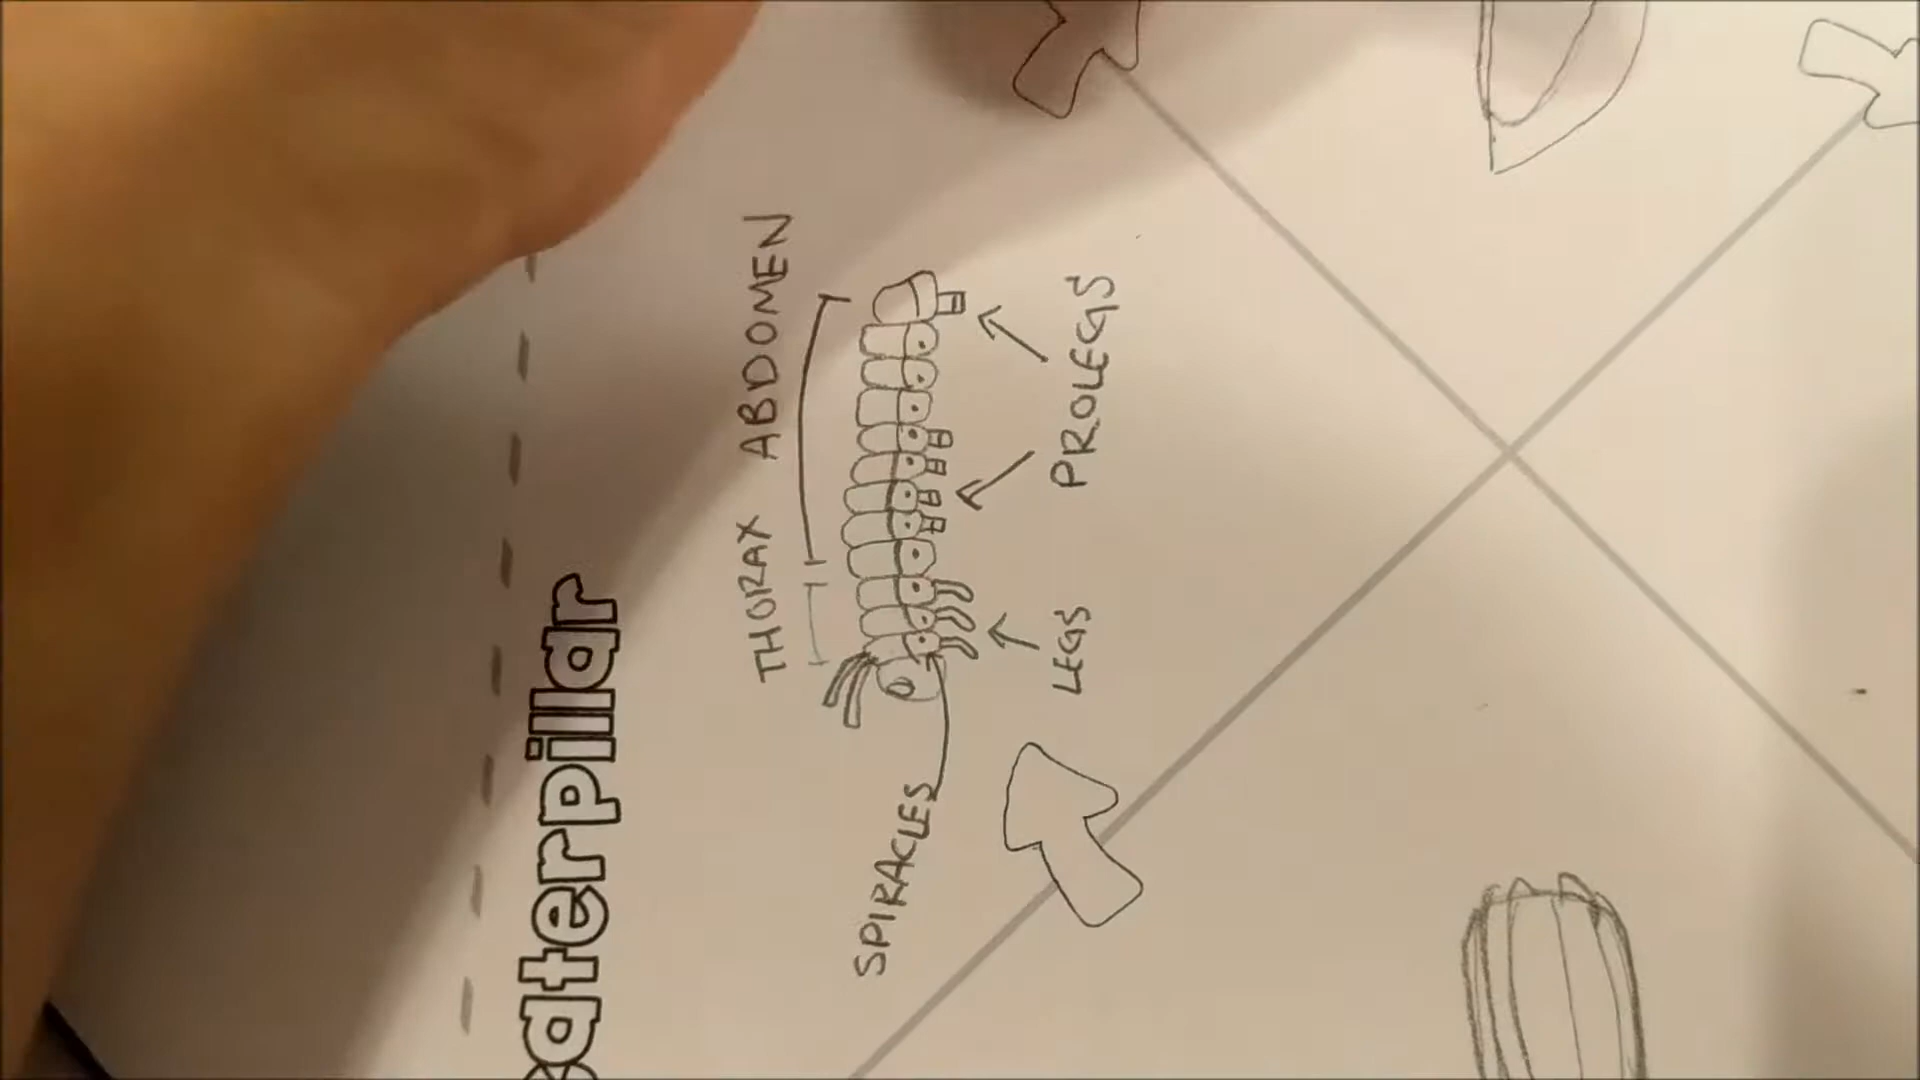 caterpillar
THORAX ABDOMEN
SPIRACLES
LEGS
PROLEGS